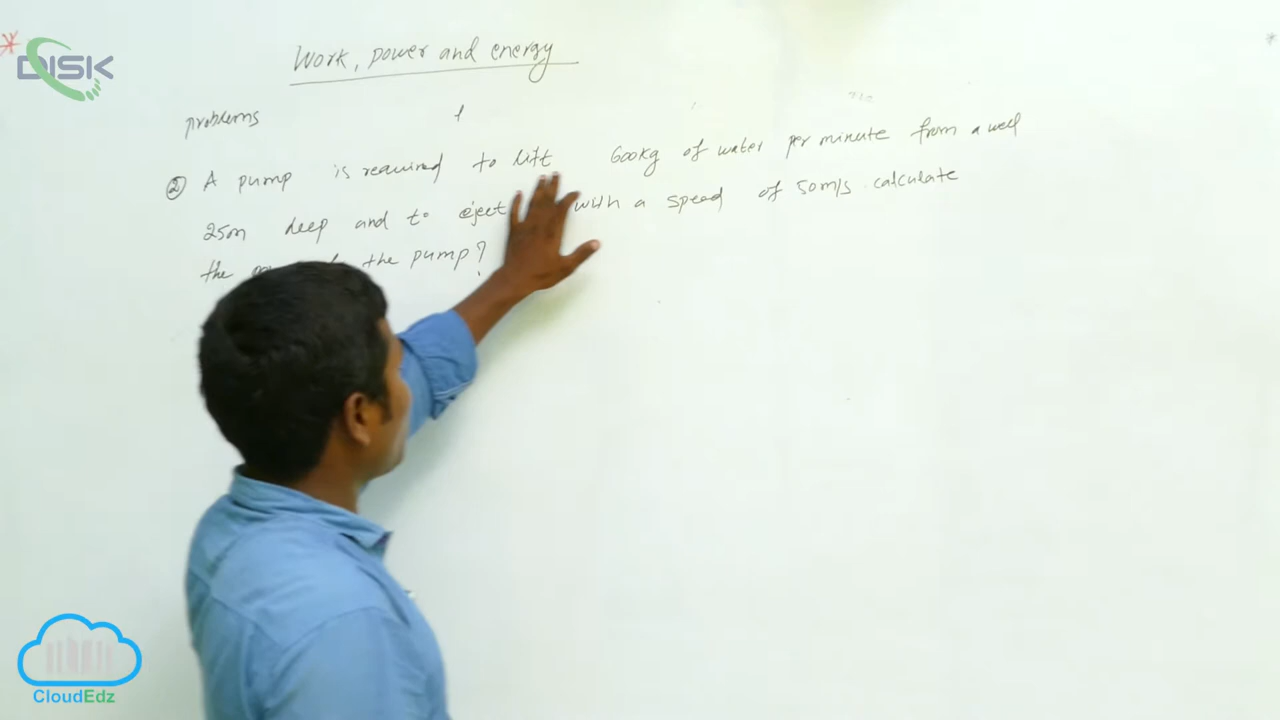 DISK
Work, power and energy
problems
② A pump is required to lift 600kg of water per minute from a well
25m deep and to eject with a speed of 50m/s calculate
the the pump?
CloudEdz